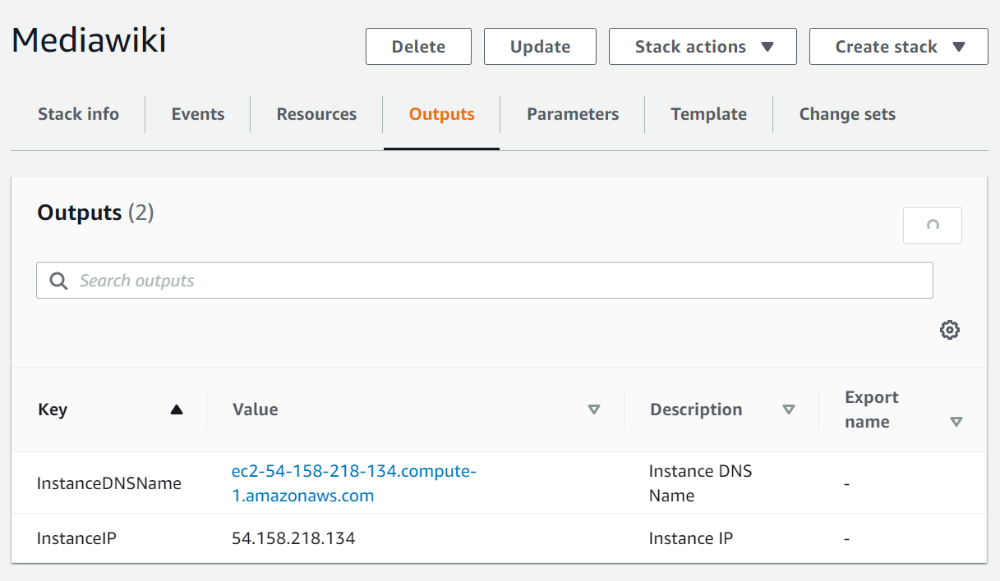 Mediawiki
Delete
Update
Stack actions
Create stack
Stack info
Events
Resources
Outputs
Parameters
Template
Change sets
Outputs (2)
Search outputs
Key
Value
Description
Export
name
InstanceDNSName
ec2-54-158-218-134.compute-
1.amazonaws.com
Instance DNS
Name
-
InstanceIP
54.158.218.134
Instance IP
-